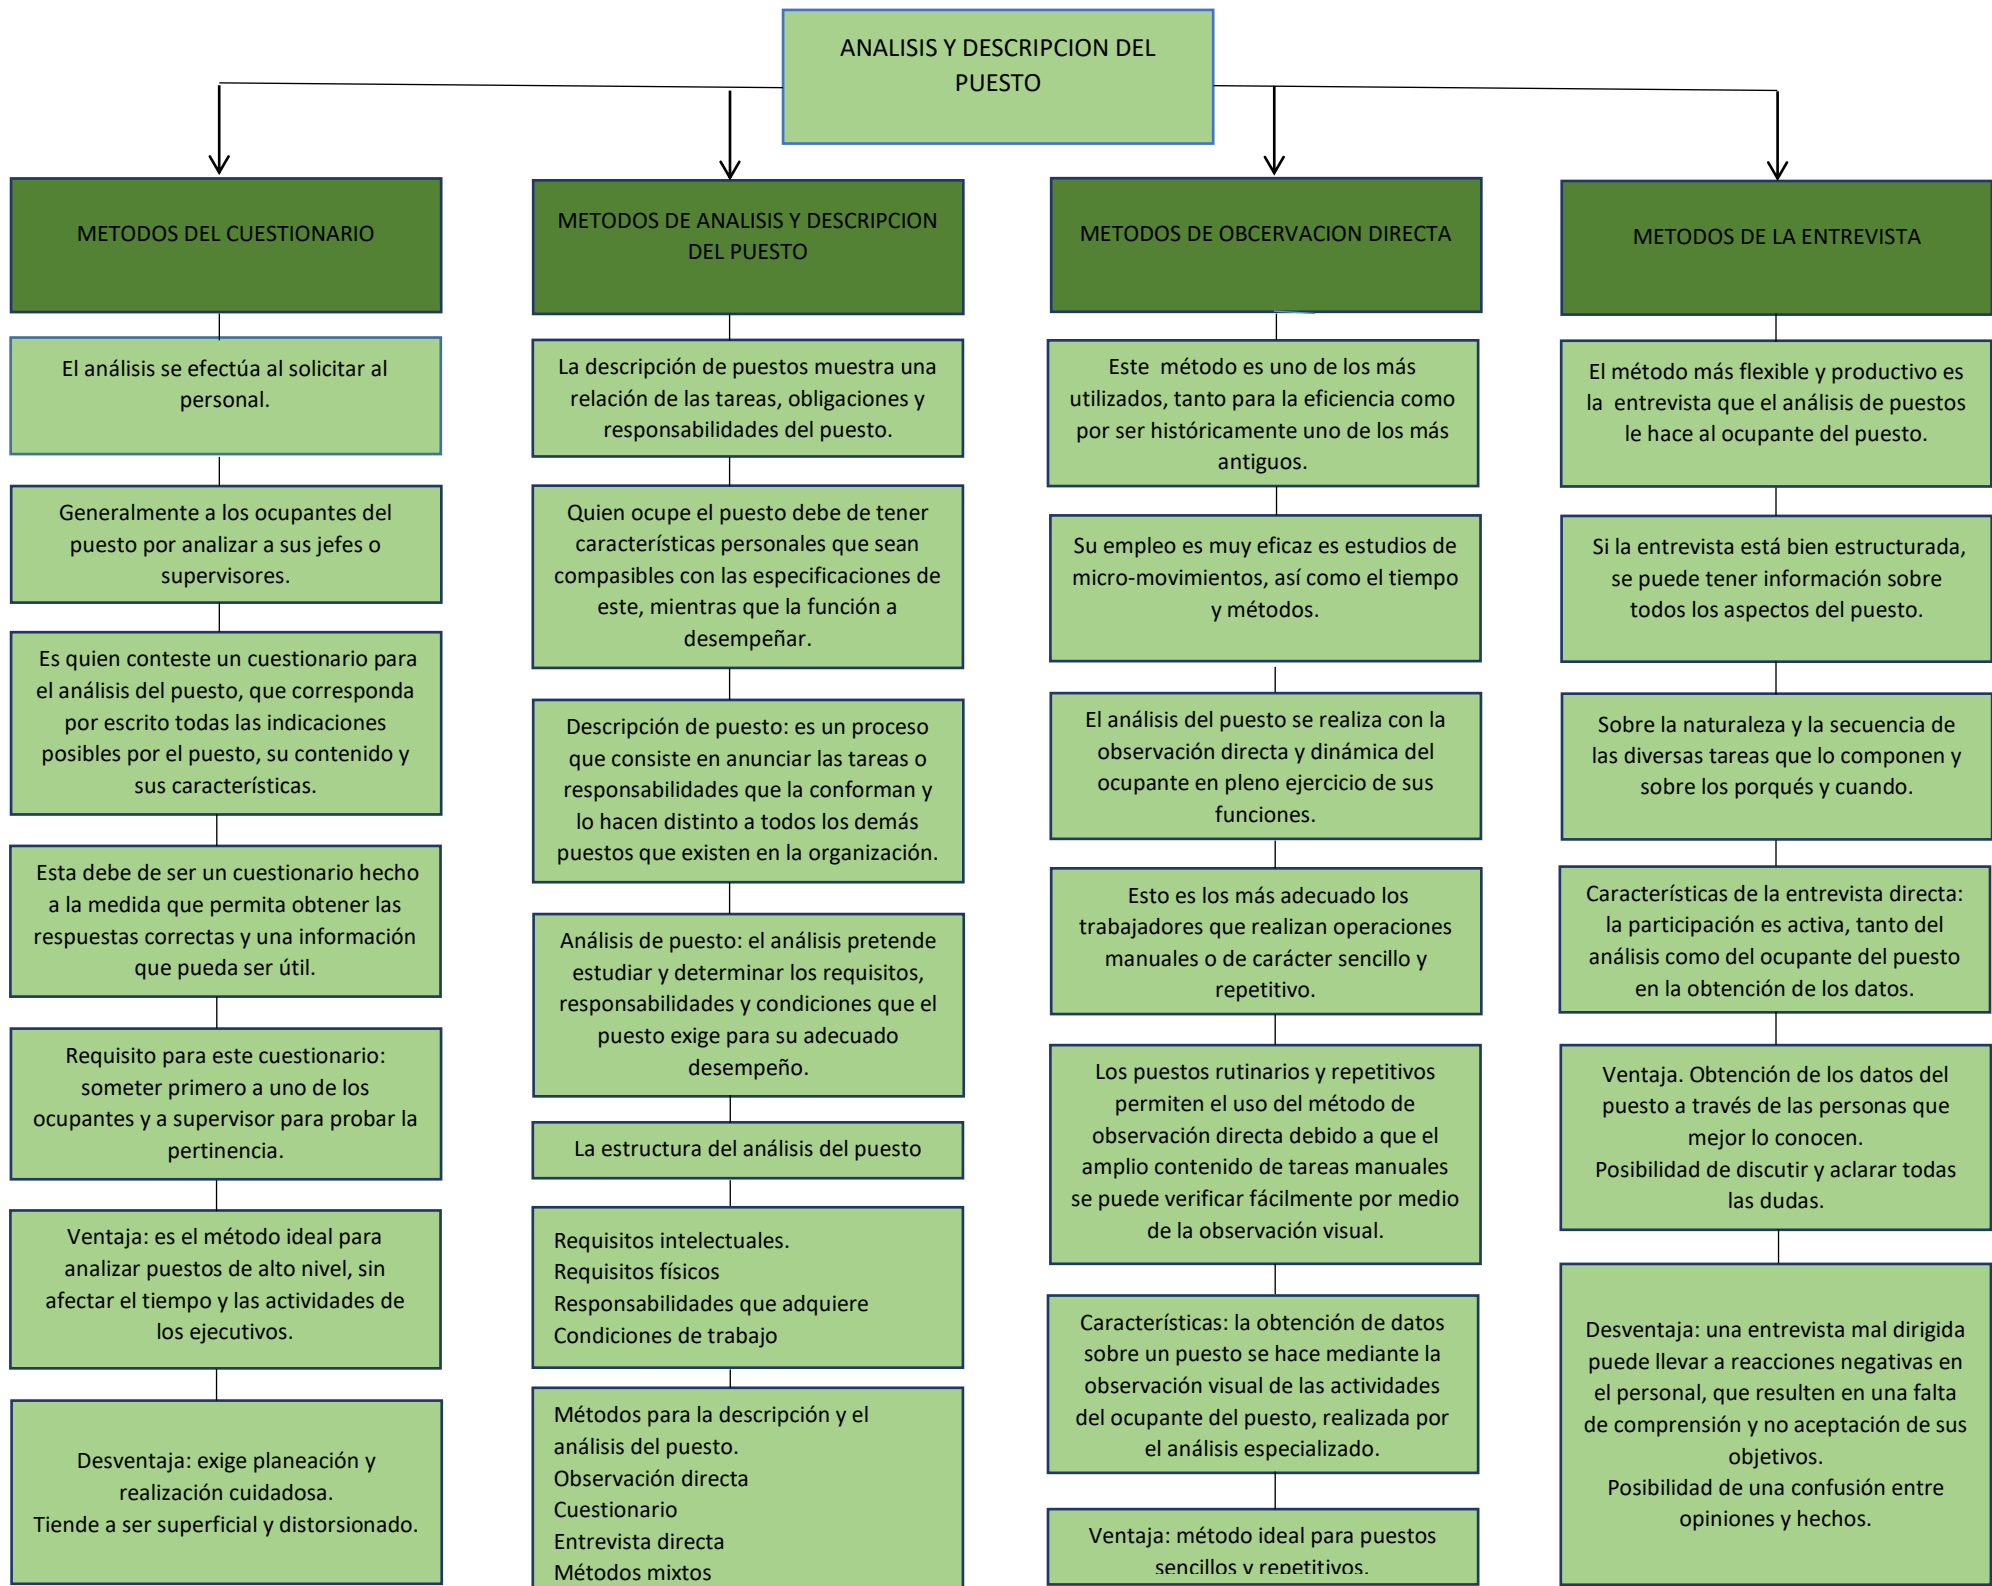 ANALISIS Y DESCRIPCION DEL
PUESTO
METODOS DEL CUESTIONARIO
El análisis se efectúa al solicitar al
personal.
Generalmente a los ocupantes del
puesto por analizar a sus jefes o
supervisores.
Es quien conteste un cuestionario para
el análisis del puesto, que corresponda
por escrito todas las indicaciones
posibles por el puesto, su contenido y
sus características.
Esta debe de ser un cuestionario hecho
a la medida que permita obtener las
respuestas correctas y una información
que pueda ser útil.
Requisito para este cuestionario:
someter primero a uno de los
ocupantes y a supervisor para probar la
pertinencia.
Ventaja: es el método ideal para
analizar puestos de alto nivel, sin
afectar el tiempo y las actividades de
los ejecutivos.
Desventaja: exige planeación y
realización cuidadosa.
Tiende a ser superficial y distorsionado.
METODOS DE ANALISIS Y DESCRIPCION
DEL PUESTO
La descripción de puestos muestra una
relación de las tareas, obligaciones y
responsabilidades del puesto.
Quien ocupe el puesto debe de tener
características personales que sean
compasibles con las especificaciones de
este, mientras que la función a
desempeñar.
Descripción de puesto: es un proceso
que consiste en anunciar las tareas o
responsabilidades que la conforman y
lo hacen distinto a todos los demás
puestos que existen en la organización.
Análisis de puesto: el análisis pretende
estudiar y determinar los requisitos,
responsabilidades y condiciones que el
puesto exige para su adecuado
desempeño.
La estructura del análisis del puesto
Requisitos intelectuales.
Requisitos físicos
Responsabilidades que adquiere
Condiciones de trabajo
Métodos para la descripción y el
análisis del puesto.
Observación directa
Cuestionario
Entrevista directa
Métodos mixtos
METODOS DE OBCERVACION DIRECTA
Este método es uno de los más
utilizados, tanto para la eficiencia como
por ser históricamente uno de los más
antiguos.
Su empleo es muy eficaz es estudios de
micro-movimientos, así como el tiempo
y métodos.
El análisis del puesto se realiza con la
observación directa y dinámica del
ocupante en pleno ejercicio de sus
funciones.
Esto es los más adecuado los
trabajadores que realizan operaciones
manuales o de carácter sencillo y
repetitivo.
Los puestos rutinarios y repetitivos
permiten el uso del método de
observación directa debido a que el
amplio contenido de tareas manuales
se puede verificar fácilmente por medio
de la observación visual.
Características: la obtención de datos
sobre un puesto se hace mediante la
observación visual de las actividades
del ocupante del puesto, realizada por
el análisis especializado.
Ventaja: método ideal para puestos
sencillos y repetitivos.
METODOS DE LA ENTREVISTA
El método más flexible y productivo es
la entrevista que el análisis de puestos
le hace al ocupante del puesto.
Si la entrevista está bien estructurada,
se puede tener información sobre
todos los aspectos del puesto.
Sobre la naturaleza y la secuencia de
las diversas tareas que lo componen y
sobre los porqués y cuando.
Características de la entrevista directa:
la participación es activa, tanto del
análisis como del ocupante del puesto
en la obtención de los datos.
Ventaja. Obtención de los datos del
puesto a través de las personas que
mejor lo conocen.
Posibilidad de discutir y aclarar todas
las dudas.
Desventaja: una entrevista mal dirigida
puede llevar a reacciones negativas en
el personal, que resulten en una falta
de comprensión y no aceptación de sus
objetivos.
Posibilidad de una confusión entre
opiniones y hechos.